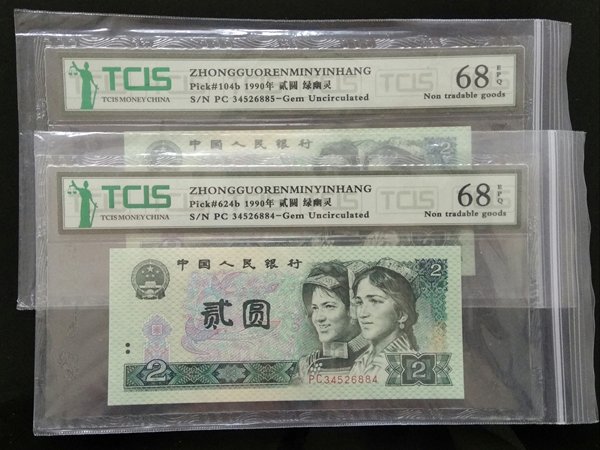 TCIS
TCIS MONEY CHINA
ZHONGGUORENMINYINHANG
Pick#104b 1990年 贰圆 绿幽灵
S/N PC 34526885-Gem Uncirculated
68 EPQ
Non tradable goods
中国人民银行
TCIS
TCIS MONEY CHINA
ZHONGGUORENMINYINHANG
Pick#624b 1990年 贰圆 绿幽灵
S/N PC 34526884-Gem Uncirculated
68 EPQ
Non tradable goods
中国人民银行
2
贰圆
PC34526884
2
2